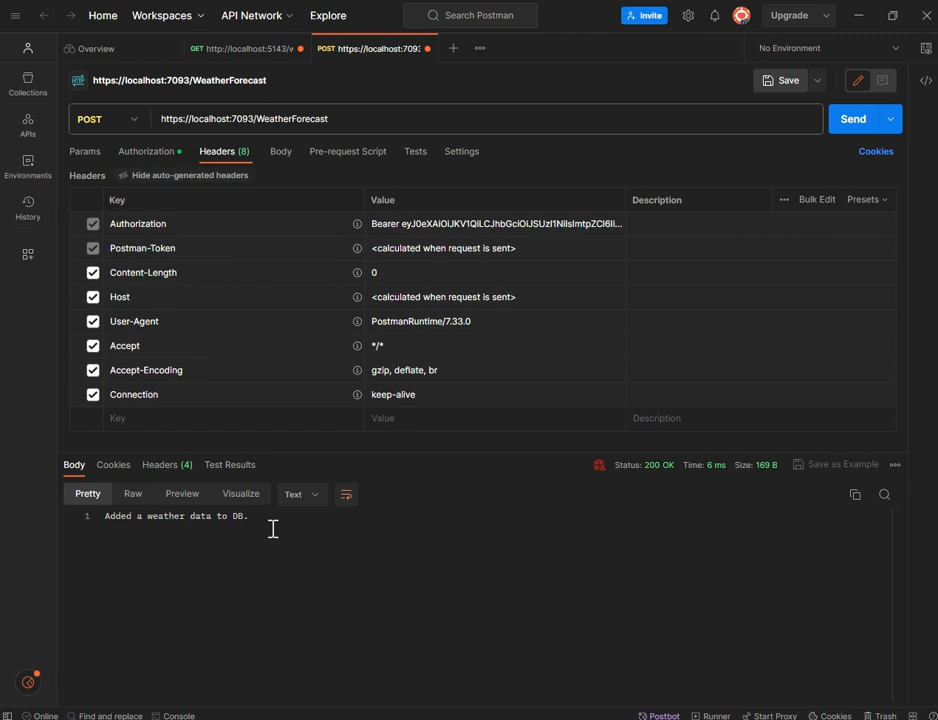 Home Workspaces API Network Explore Search Postman Invite Upgrade
Overview GET http://localhost:5143/v POST https://localhost:7093 No Environment
https://localhost:7093/WeatherForecast Save
Collections
POST https://localhost:7093/WeatherForecast Send
APIs
Params Authorization Headers (8) Body Pre-request Script Tests Settings Cookies
Environments
Headers Hide auto-generated headers
Key Value Description Bulk Edit Presets
History
Authorization Bearer eyJ0eXAiOiJKV1QiLCJhbGciOiJSUzI1NiIsImtpZCI6Ii...
Postman-Token <calculated when request is sent>
Content-Length 0
Host <calculated when request is sent>
User-Agent PostmanRuntime/7.33.0
Accept */*
Accept-Encoding gzip, deflate, br
Connection keep-alive
Key Value Description
Body Cookies Headers (4) Test Results Status: 200 OK Time: 6 ms Size: 169 B Save as Example
Pretty Raw Preview Visualize Text
1 Added a weather data to DB.
Online Find and replace Console Postbot Runner Start Proxy Cookies Trash